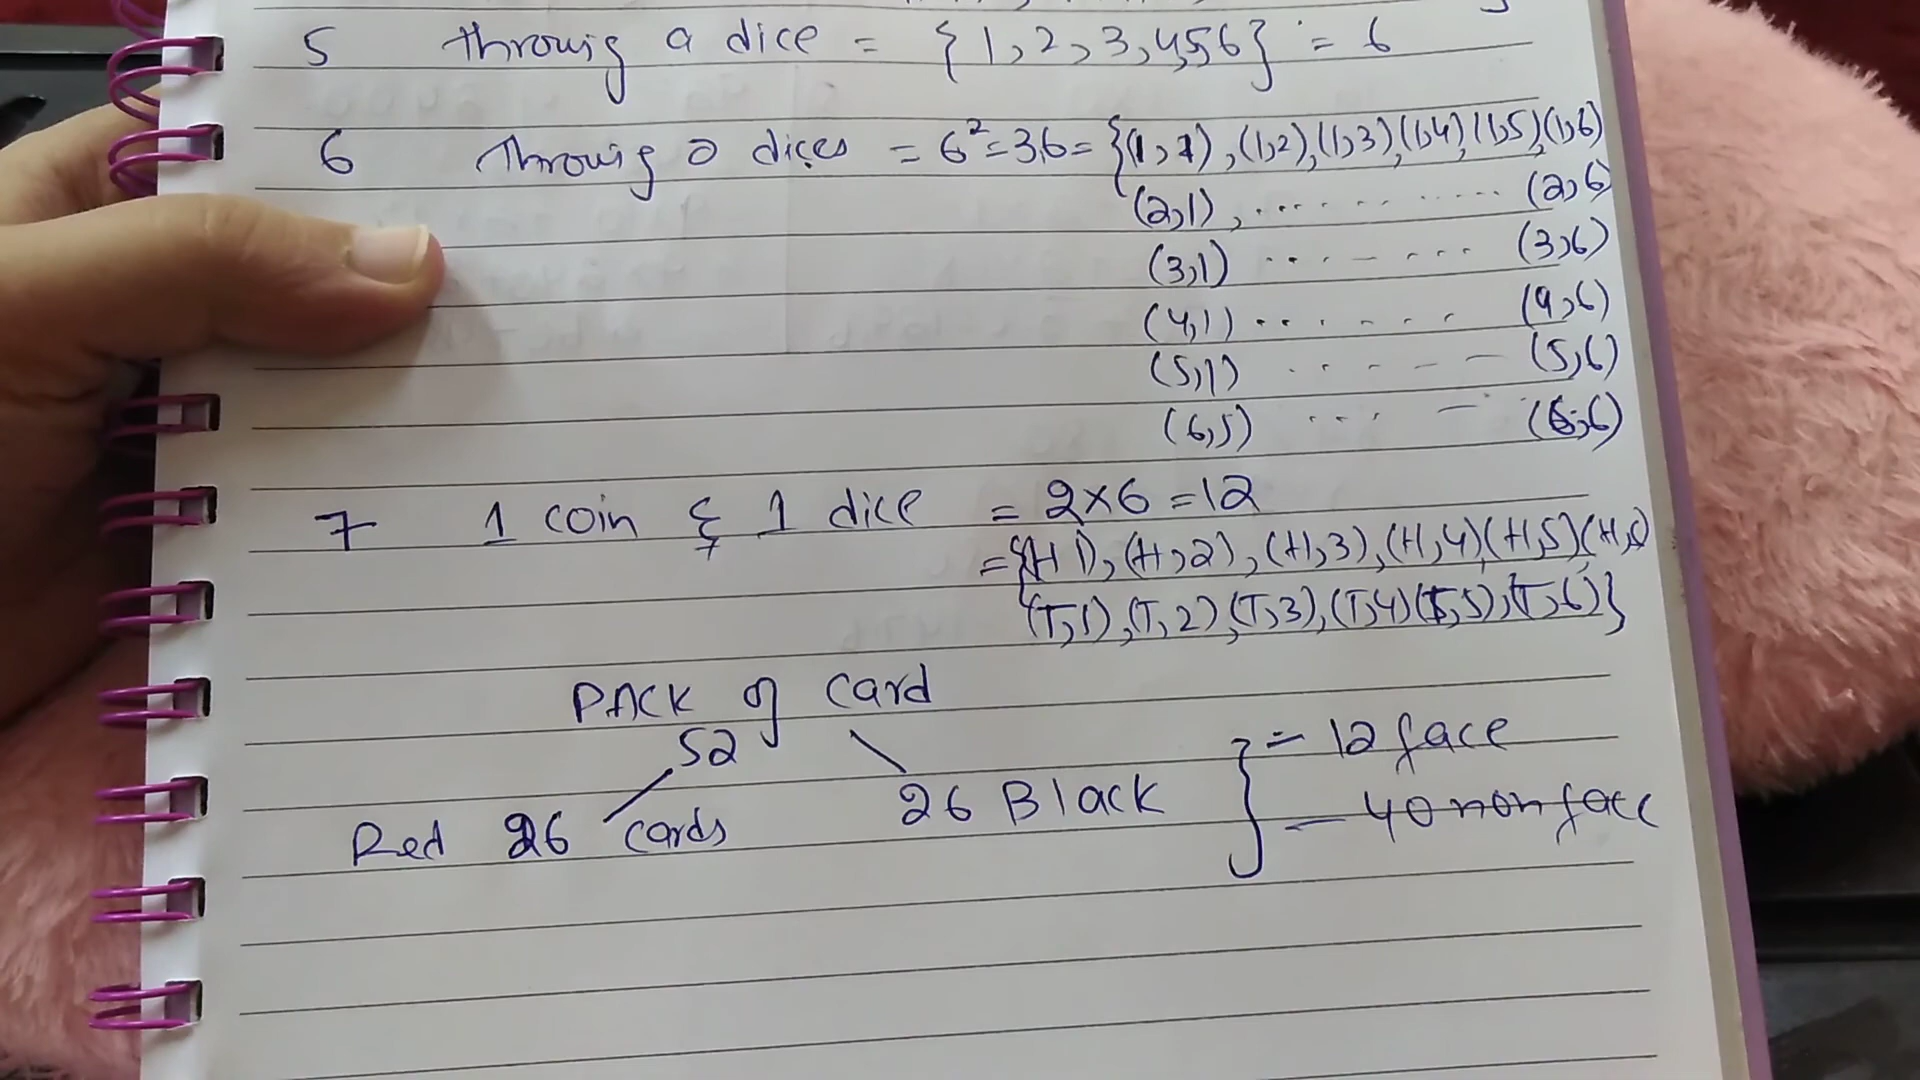 5 throwig a dice = {1,2,3,4,5,6} = 6
6 throwig 2 dices = 6² = 36 = {(1,1),(1,2),(1,3),(1,4),(1,5),(1,6)
(2,1), .......... (2,6)
(3,1) ........ (3,6)
(4,1) ....... (4,6)
(5,1) ..... (5,6)
(6,5) ..... (6,6)
7 1 coin & 1 dice = 2×6 = 12
= {(H 1), (H,2), (H,3), (H,4) (H,5) (H,6)
(T,1), (T,2) (T,3), (T,4) (T,5), (T,6)}
PACK of card
52
Red 26 cards 26 Black } = 12 face
— 40 non face